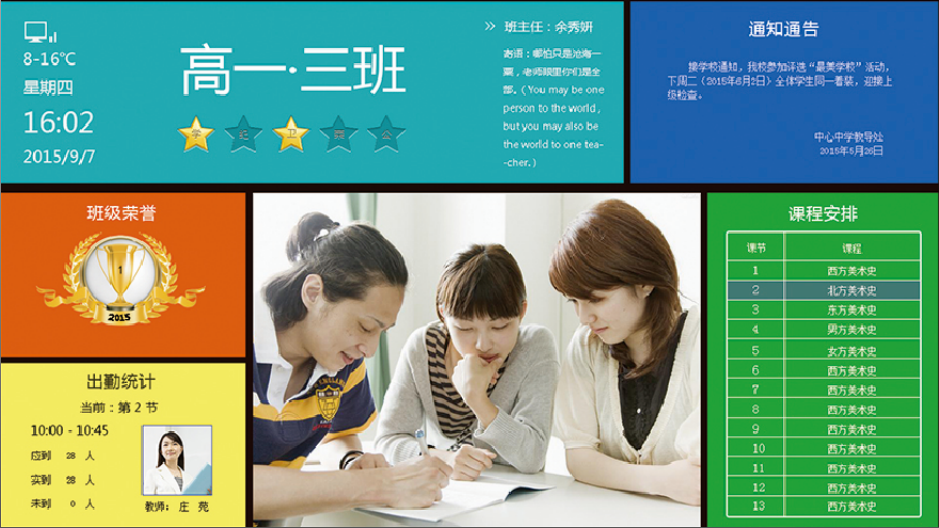 8-16℃
星期四
16:02
2015/9/7
高一·三班
学 纪 卫
班主任：余秀妍
寄语：哪怕只是沧海一
粟，老师眼里你们是全
部。( You may be one
person to the world ,
but you may also be
the world to one tea-
-cher. )
通知通告
接学校通知，我校参加评选“最美学校”活动，
下周二（2015年6月2日）全体学生同一着装，迎接上
级检查。
中心中学教导处
2015年5月26日
班级荣誉
1
2015
出勤统计
当前：第 2 节
10:00 - 10:45
应到 28 人
实到 28 人
未到 0 人
教师： 庄 苑
课程安排
课节 课程
1 西方美术史
2 北方美术史
3 东方美术史
4 男方美术史
5 女方美术史
6 西方美术史
7 西方美术史
8 西方美术史
9 西方美术史
10 西方美术史
11 西方美术史
12 西方美术史
13 西方美术史